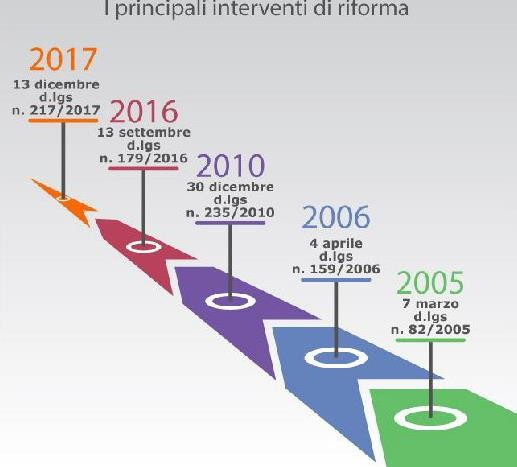 I principali interventi di riforma
2017
13 dicembre
d.lgs
n. 217/2017
2016
13 settembre
d.lgs
n. 179/2016
2010
30 dicembre
d.lgs
n. 235/2010
2006
4 aprile
d.lgs
n. 159/2006
2005
7 marzo
d.lgs
n. 82/2005